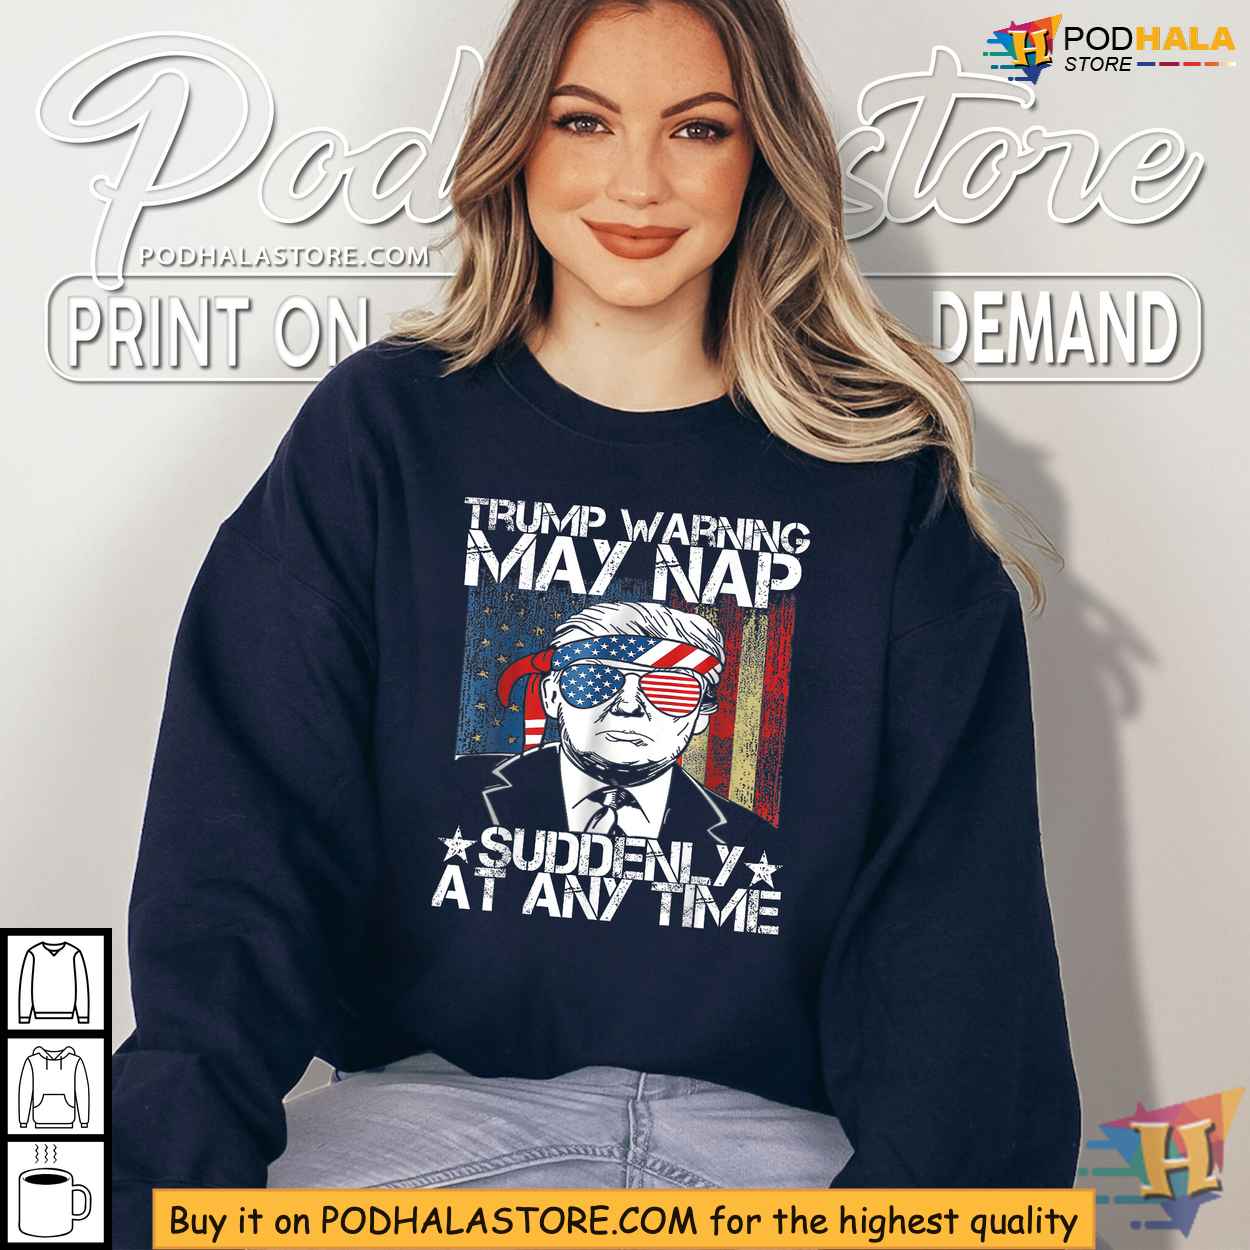 PODHALA
STORE
Pod store
PODHALASTORE.COM
PRINT ON DEMAND
TRUMP WARNING
MAY NAP
SUDDENLY
AT ANY TIME
H
Buy it on PODHALASTORE.COM for the highest quality